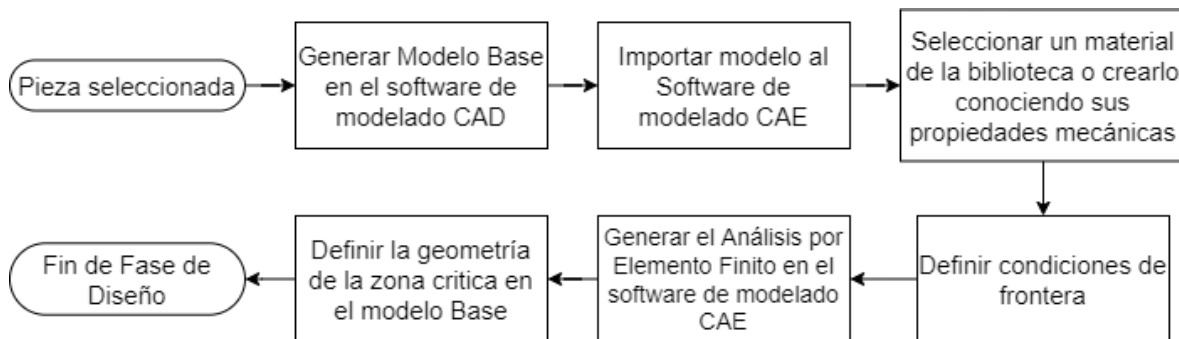 Pieza seleccionada
Generar Modelo Base
en el software de
modelado CAD
Importar modelo al
Software de
modelado CAE
Seleccionar un material
de la biblioteca o crearlo
conociendo sus
propiedades mecánicas
Definir condiciones de
frontera
Generar el Análisis por
Elemento Finito en el
software de modelado
CAE
Definir la geometría
de la zona critica en
el modelo Base
Fin de Fase de
Diseño